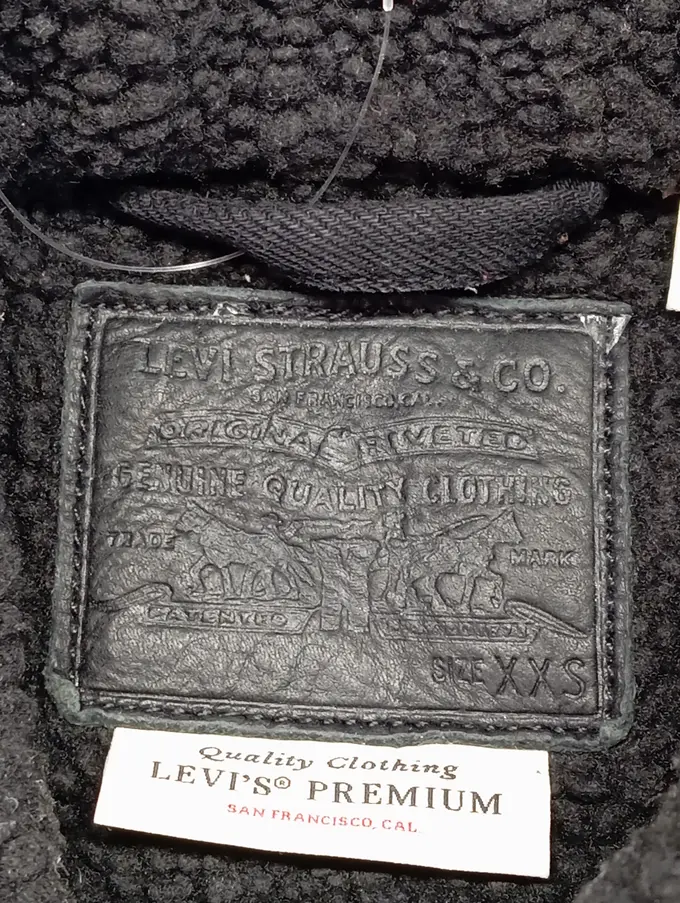 LEVI STRAUSS & CO.
SAN FRANCISCO, CAL.
ORIGINAL RIVETED
GENUINE QUALITY CLOTHING
TRADE MARK
PATENTED
SIZE XXS
Quality Clothing
LEVI'S® PREMIUM
SAN FRANCISCO, CAL.